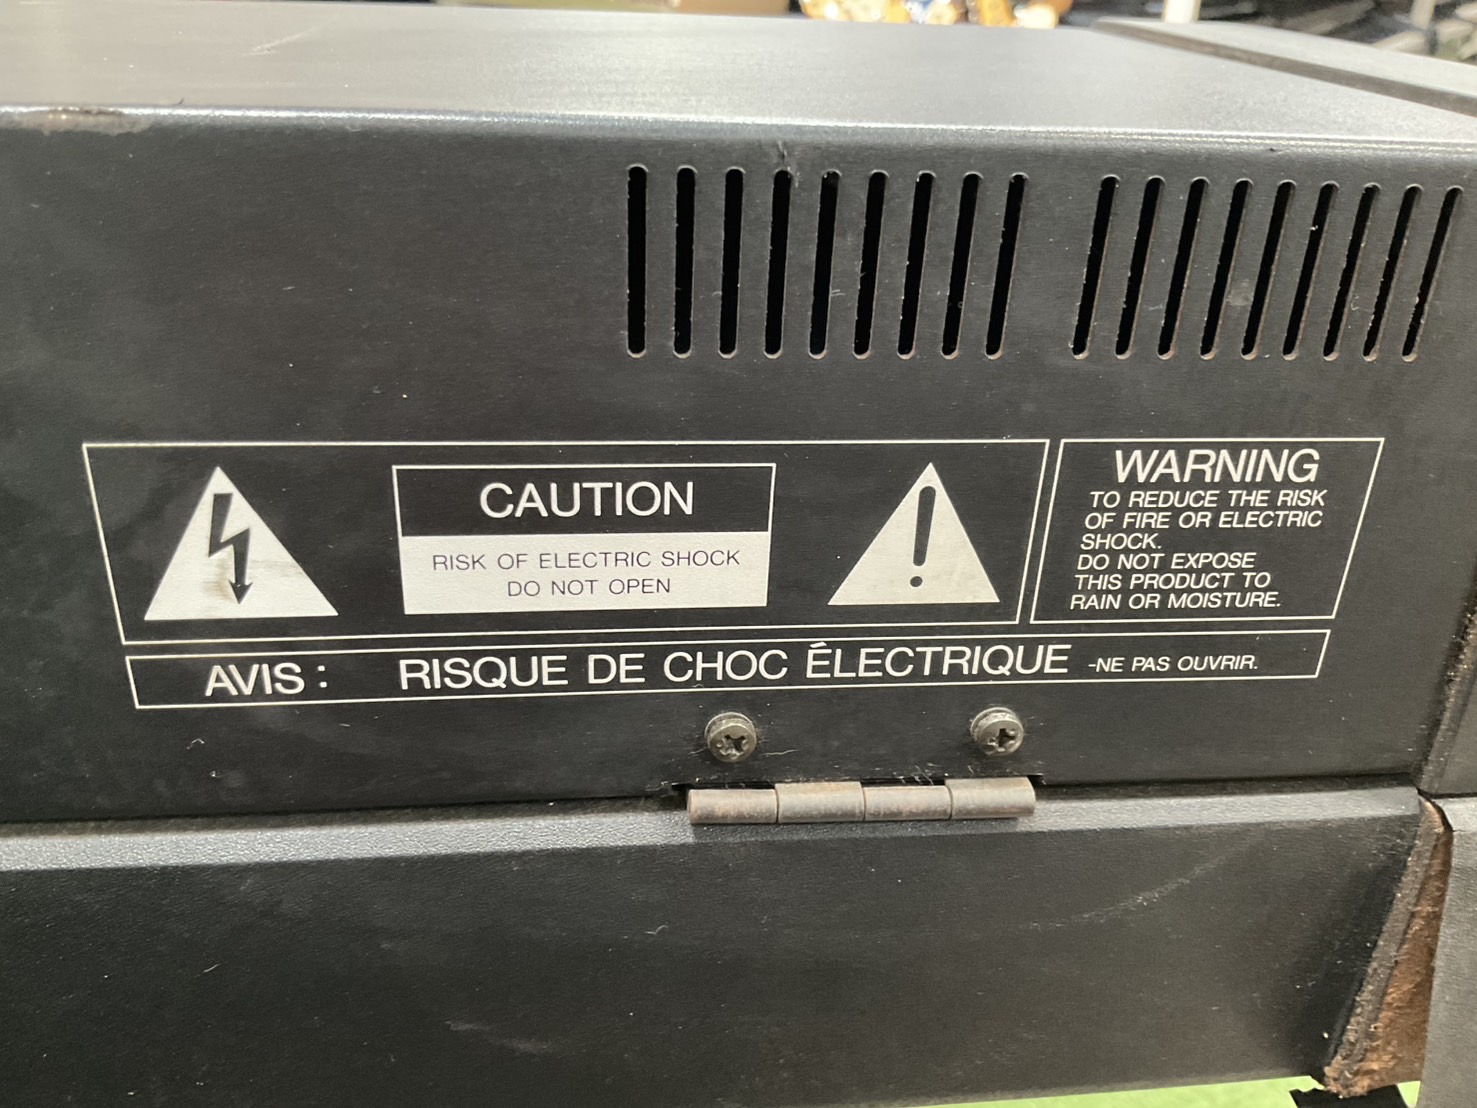 CAUTION
RISK OF ELECTRIC SHOCK
DO NOT OPEN
WARNING
TO REDUCE THE RISK
OF FIRE OR ELECTRIC
SHOCK.
DO NOT EXPOSE
THIS PRODUCT TO
RAIN OR MOISTURE.
AVIS : RISQUE DE CHOC ÉLECTRIQUE -NE PAS OUVRIR.